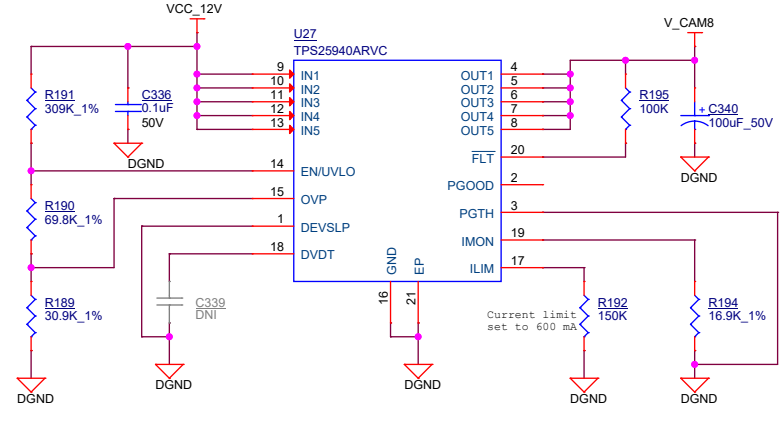 VCC_12V
V_CAM8
U27
TPS25940ARVC
R191
309K_1%
C336
0.1uF
50V
DGND
9 IN1
10 IN2
11 IN3
12 IN4
13 IN5
14 EN/UVLO
15 OVP
1 DEVSLP
18 DVDT
OUT1 4
OUT2 5
OUT3 6
OUT4 7
OUT5 8
FLT 20
PGOOD 2
PGTH 3
IMON 19
ILIM 17
GND
16
EP
21
R195
100K
+ C340
100uF_50V
DGND
R190
69.8K_1%
R189
30.9K_1%
C339
DNI
Current limit
set to 600 mA
R192
150K
R194
16.9K_1%
DGND
DGND
DGND
DGND
DGND